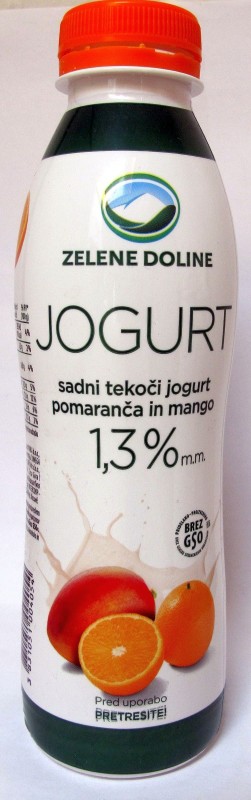 ZELENE DOLINE
JOGURT
sadni tekoči jogurt
pomaranča in mango
1,3% m.m.
BREZ
GSO
Pred uporabo
PRETRESITE!